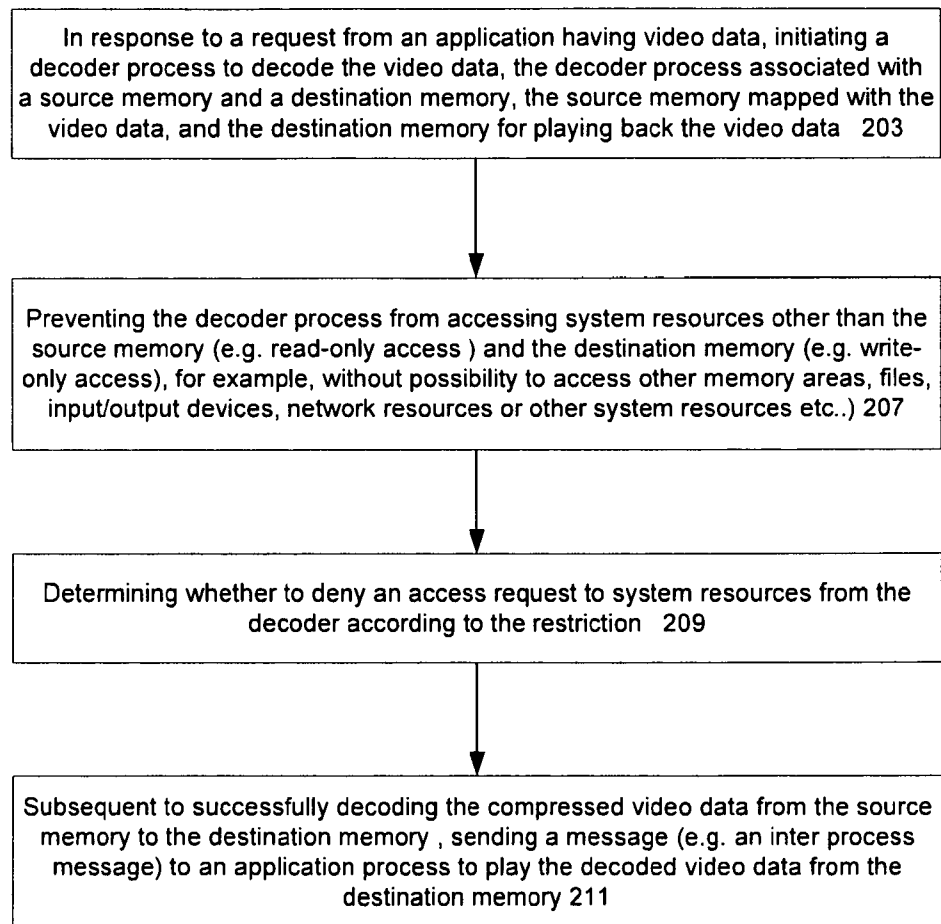 In response to a request from an application having video data, initiating a
decoder process to decode the video data, the decoder process associated with
a source memory and a destination memory, the source memory mapped with the
video data, and the destination memory for playing back the video data 203
Preventing the decoder process from accessing system resources other than the
source memory (e.g. read-only access ) and the destination memory (e.g. write-
only access), for example, without possibility to access other memory areas, files,
input/output devices, network resources or other system resources etc..) 207
Determining whether to deny an access request to system resources from the
decoder according to the restriction 209
Subsequent to successfully decoding the compressed video data from the source
memory to the destination memory , sending a message (e.g. an inter process
message) to an application process to play the decoded video data from the
destination memory 211